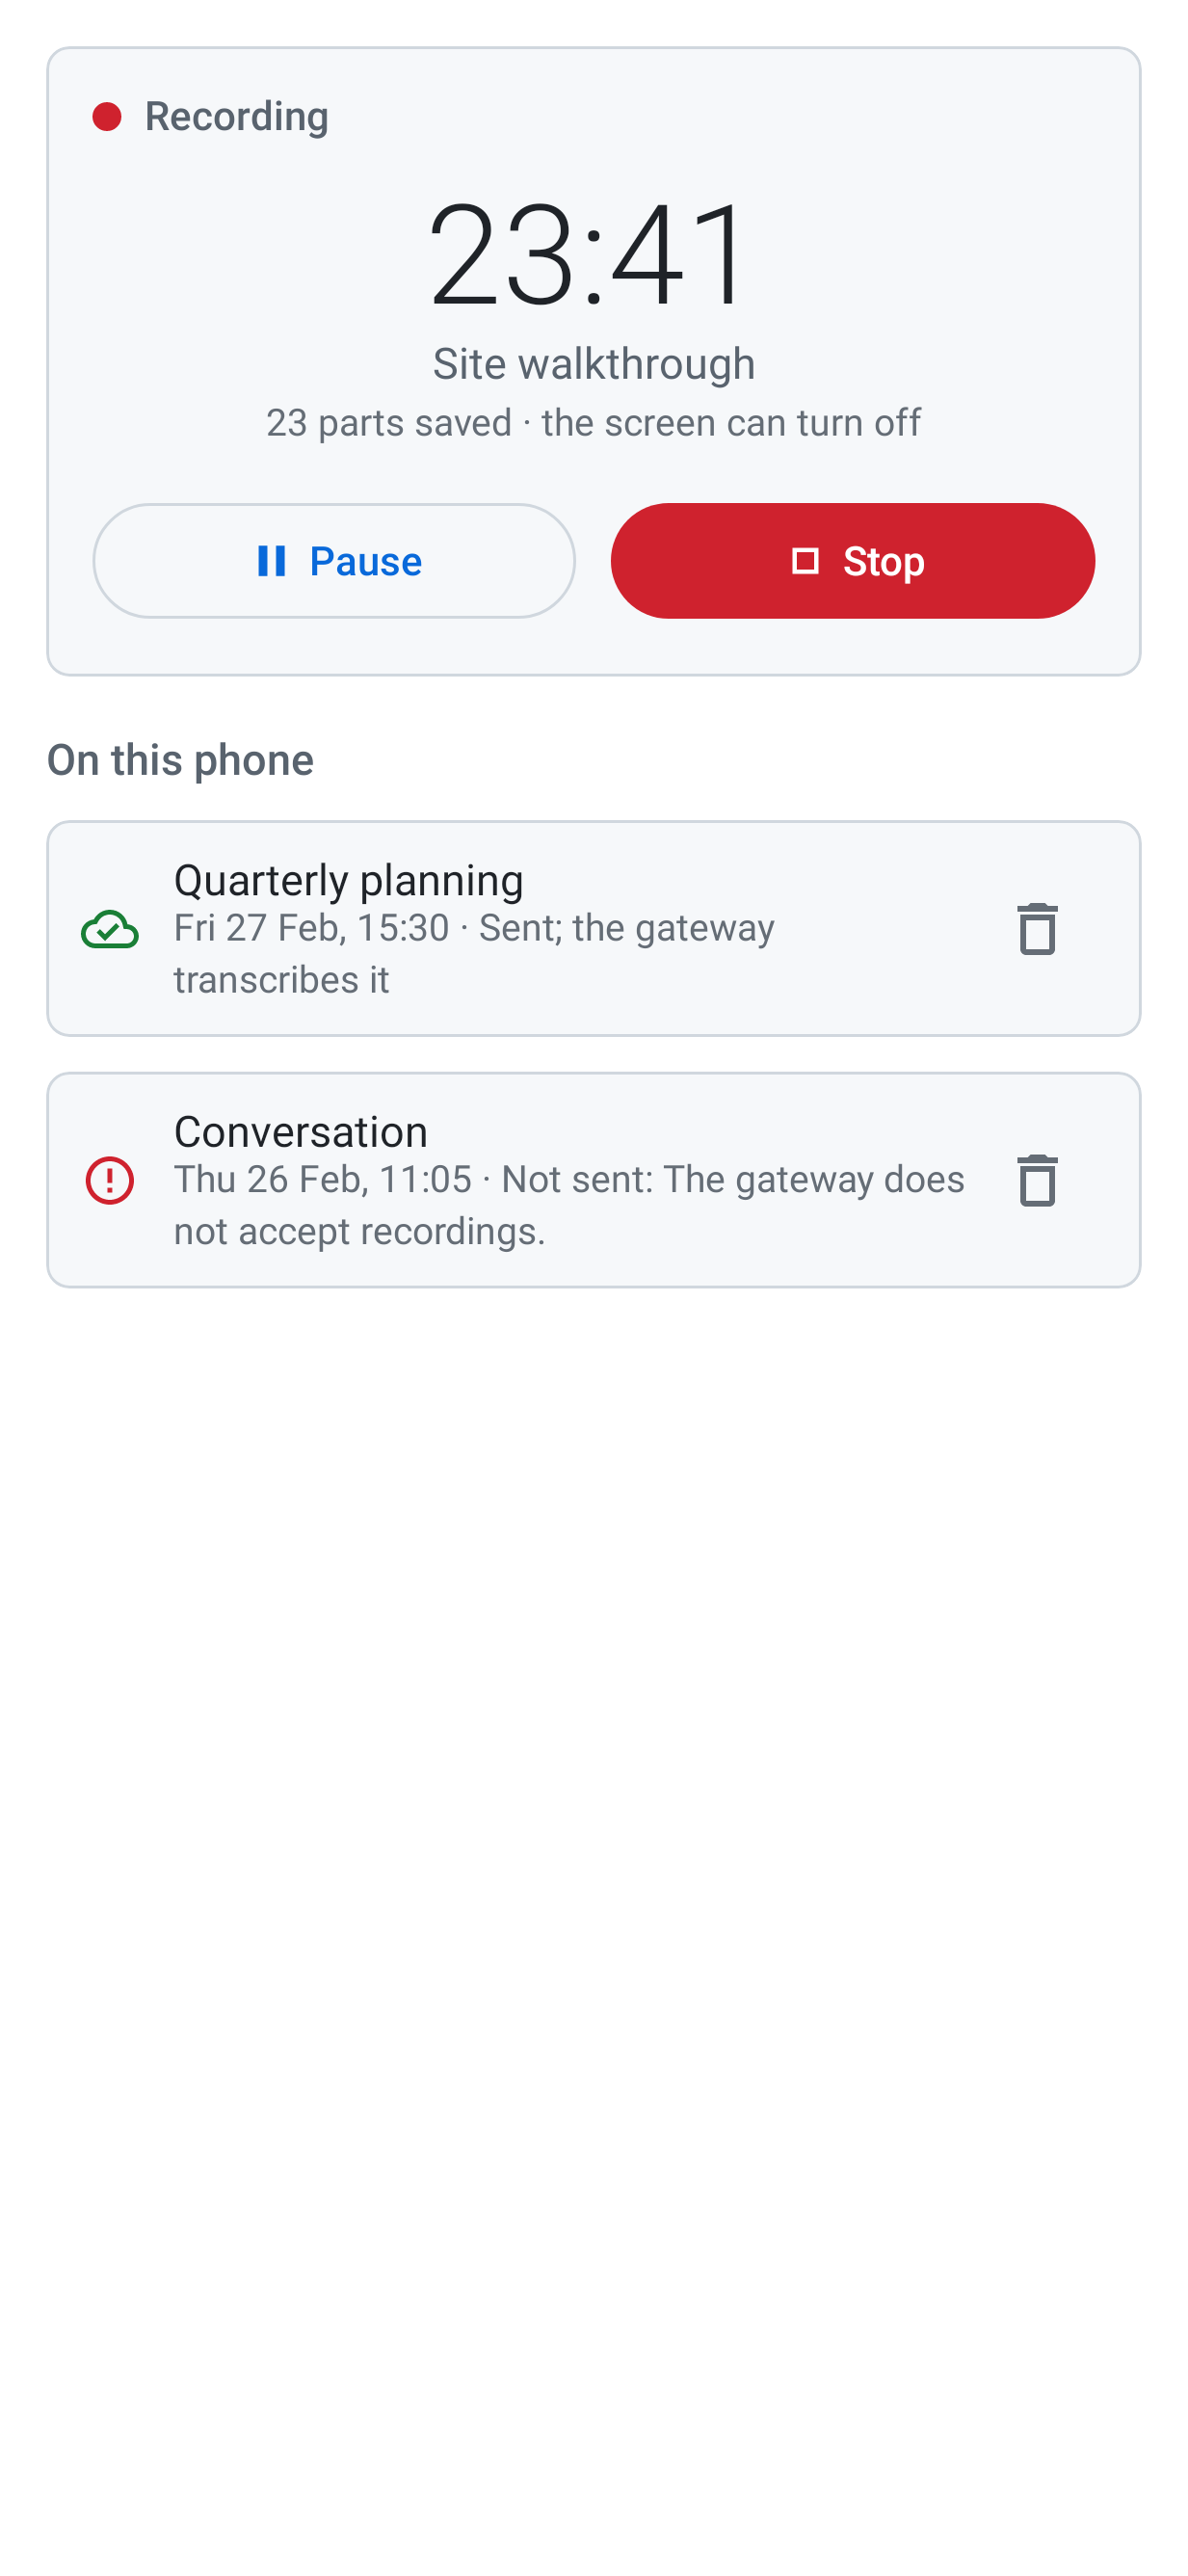 Recording
23:41
Site walkthrough
23 parts saved · the screen can turn off
Pause
Stop
On this phone
Quarterly planning
Fri 27 Feb, 15:30 · Sent; the gateway
transcribes it
Conversation
Thu 26 Feb, 11:05 · Not sent: The gateway does
not accept recordings.